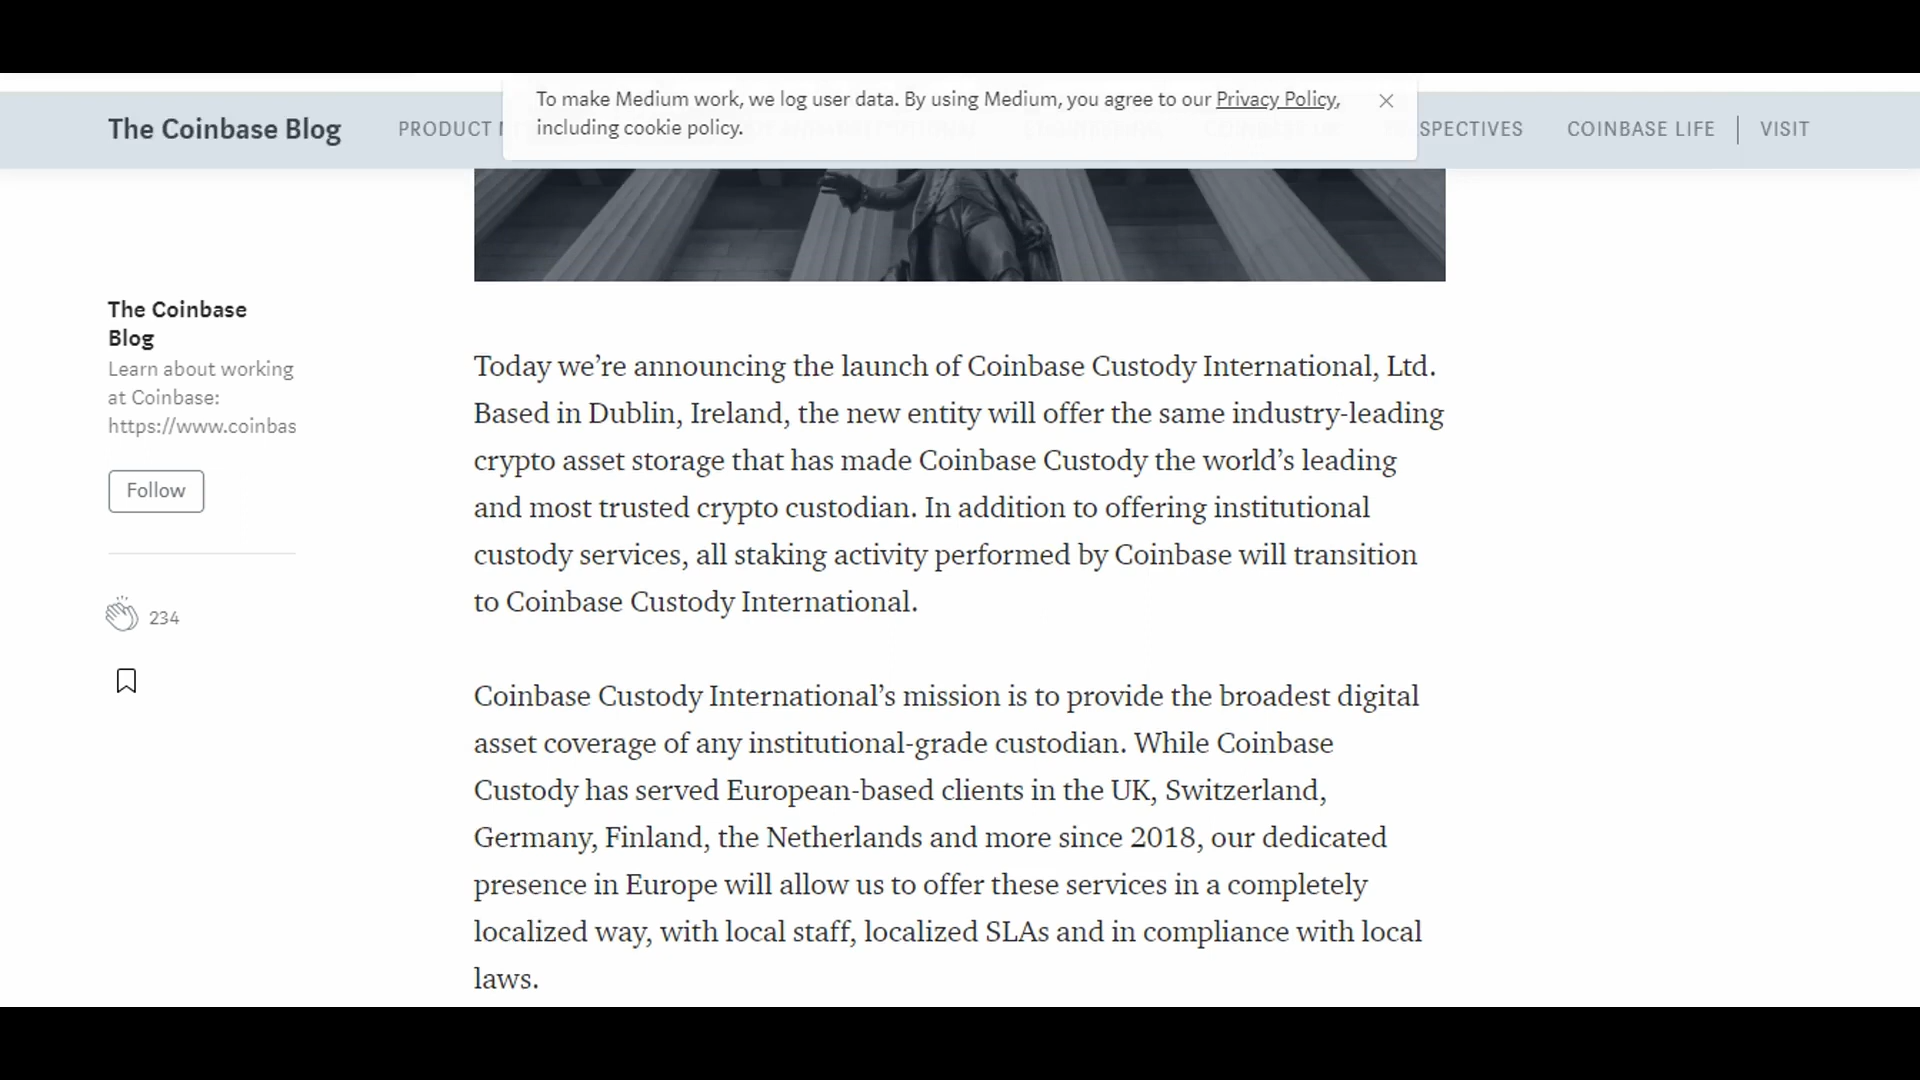 To make Medium work, we log user data. By using Medium, you agree to our Privacy Policy,
including cookie policy.
The Coinbase Blog
PRODUCT
SPECTIVES
COINBASE LIFE
VISIT
The Coinbase
Blog
Learn about working
at Coinbase:
https://www.coinbas
Follow
234
Today we’re announcing the launch of Coinbase Custody International, Ltd.
Based in Dublin, Ireland, the new entity will offer the same industry-leading
crypto asset storage that has made Coinbase Custody the world’s leading
and most trusted crypto custodian. In addition to offering institutional
custody services, all staking activity performed by Coinbase will transition
to Coinbase Custody International.
Coinbase Custody International’s mission is to provide the broadest digital
asset coverage of any institutional-grade custodian. While Coinbase
Custody has served European-based clients in the UK, Switzerland,
Germany, Finland, the Netherlands and more since 2018, our dedicated
presence in Europe will allow us to offer these services in a completely
localized way, with local staff, localized SLAs and in compliance with local
laws.